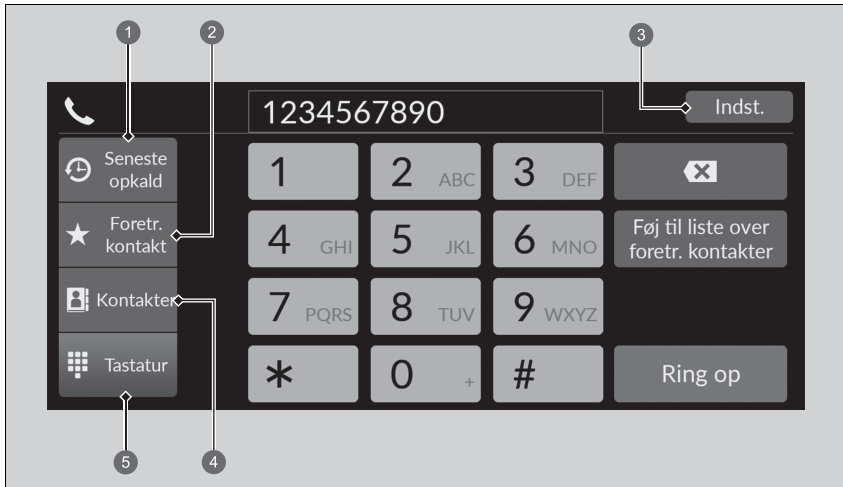 1 2 3
1234567890 Indst.
Seneste
opkald
Foretr.
kontakt
Kontakter
Tastatur
1 2 ABC 3 DEF
4 GHI 5 JKL 6 MNO
Føj til liste over
foretr. kontakter
7 PQRS 8 TUV 9 WXYZ
* 0 + # Ring op
5 4